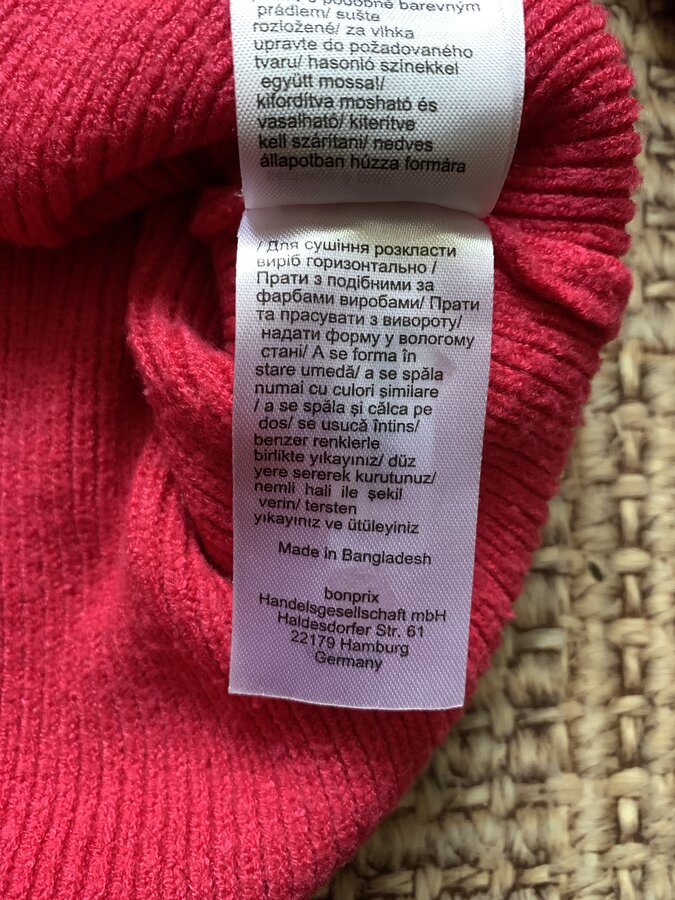 s podobně barevným
prádlem/ sušte
rozložené/ za vlhka
upravte do požadovaného
tvaru/ hasonló színekkel
együtt mossa!/
kifordítva mosható és
vasalható/ kiterítve
kell szárítani/ nedves
állapotban húzza formára
/ Для сушіння розкласти
виріб горизонтально /
Прати з подібними за
фарбами виробами/ Прати
та прасувати з вивороту/
надати форму у вологому
стані/ A se forma în
stare umedă/ a se spăla
numai cu culori similare
/ a se spăla și călca pe
dos/ se usucă întins/
benzer renklerle
birlikte yıkayınız/ düz
yere sererek kurutunuz/
nemli hali ile şekil
verin/ tersten
yıkayınız ve ütüleyiniz
Made in Bangladesh
bonprix
Handelsgesellschaft mbH
Haldesdorfer Str. 61
22179 Hamburg
Germany